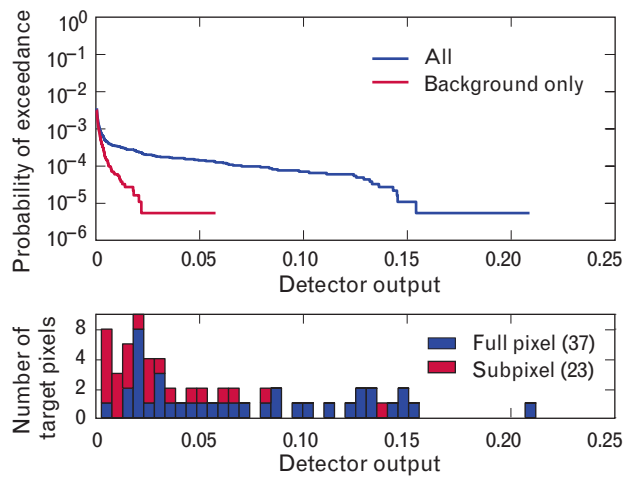 Probability of exceedance
10^0
10^-1
10^-2
10^-3
10^-4
10^-5
10^-6
All
Background only
0 0.05 0.10 0.15 0.20 0.25
Detector output
Number of
target pixels
8
4
2
0
Full pixel (37)
Subpixel (23)
0 0.05 0.10 0.15 0.20 0.25
Detector output